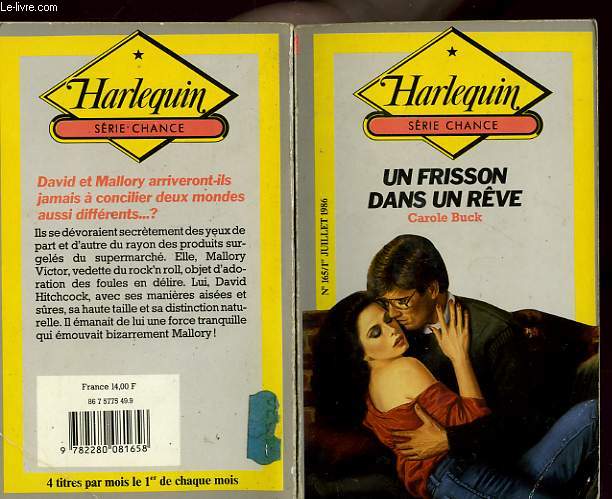 Le-livre.com
Harlequin
SÉRIE CHANCE
David et Mallory arriveront-ils
jamais à concilier deux mondes
aussi différents...?
Ils se dévoraient secrètement des yeux de
part et d'autre du rayon des produits sur-
gelés du supermarché. Elle, Mallory
Victor, vedette du rock'n roll, objet d'ado-
ration des foules en délire. Lui, David
Hitchcock, avec ses manières aisées et
sûres, sa haute taille et sa distinction natu-
relle. Il émanait de lui une force tranquille
qui émouvait bizarrement Mallory!
France 14,00 F
86 7 5775 49.9
9 782280 081658
4 titres par mois le 1er de chaque mois
Harlequin
SÉRIE CHANCE
UN FRISSON
DANS UN RÊVE
Carole Buck
N° 165/1er JUILLET 1986